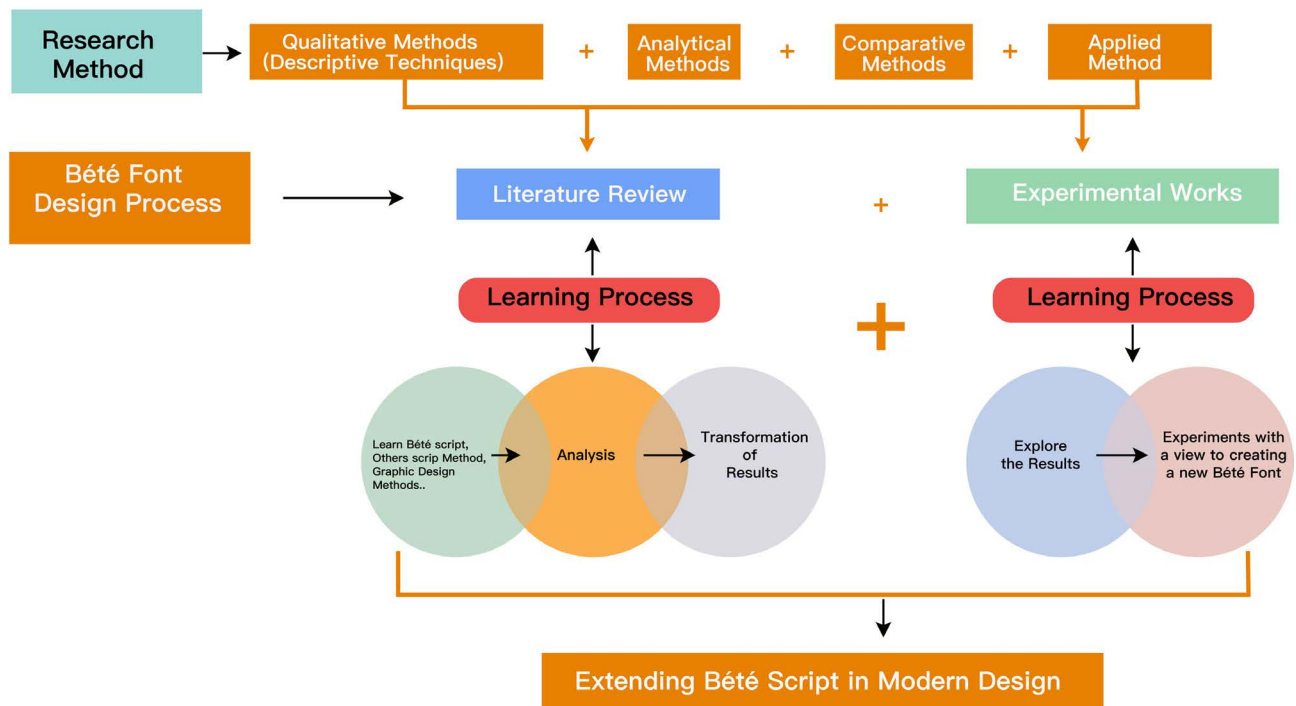 Research
Method
Qualitative Methods
(Descriptive Techniques)
+
Analytical
Methods
+
Comparative
Methods
+
Applied
Method
Bété Font
Design Process
Literature Review
+
Experimental Works
Learning Process
+
Learning Process
Learn Bété script,
Others scrip Method,
Graphic Design
Methods..
Analysis
Transformation
of
Results
Explore
the Results
Experiments with
a view to creating
a new Bété Font
Extending Bété Script in Modern Design